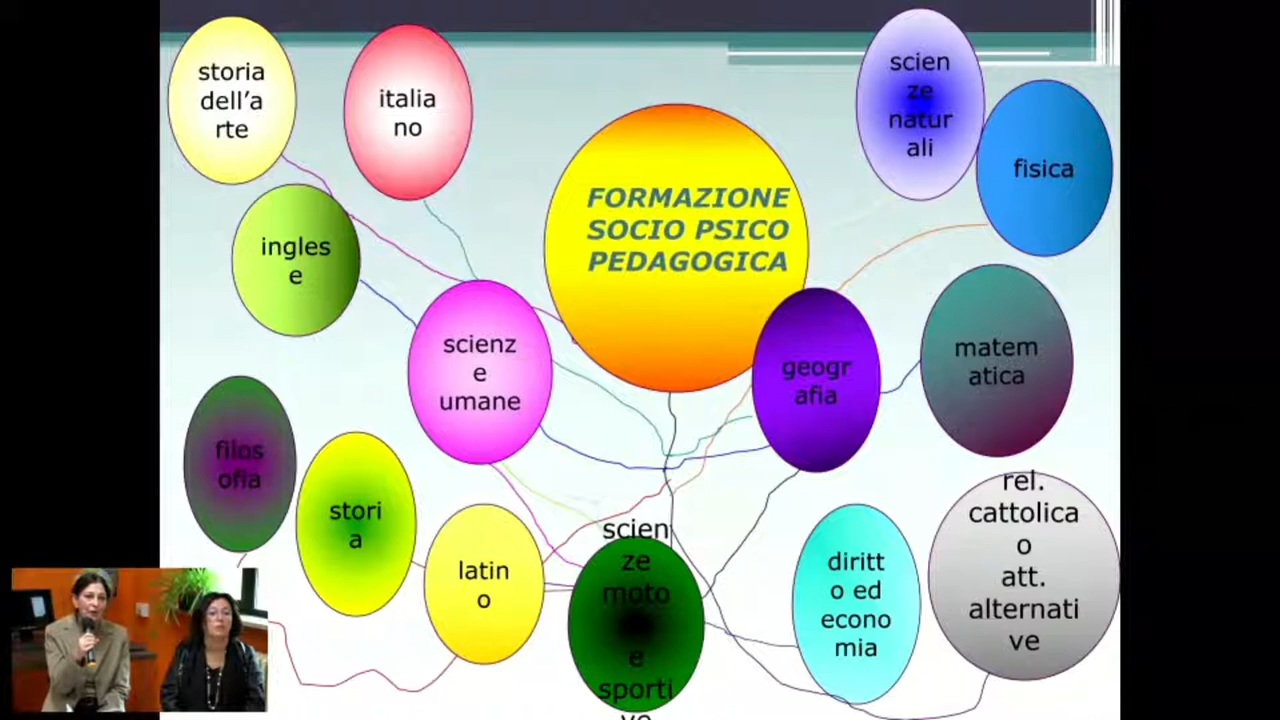 storia
dell'a
rte
italia
no
scien
ze
natur
ali
fisica
FORMAZIONE
SOCIO PSICO
PEDAGOGICA
ingles
e
scienz
e
umane
geogr
afia
matem
atica
filos
ofia
stori
a
latin
o
scien
ze
moto
e
sporti
ve
diritt
o ed
econo
mia
rel.
cattolica
o
att.
alternati
ve